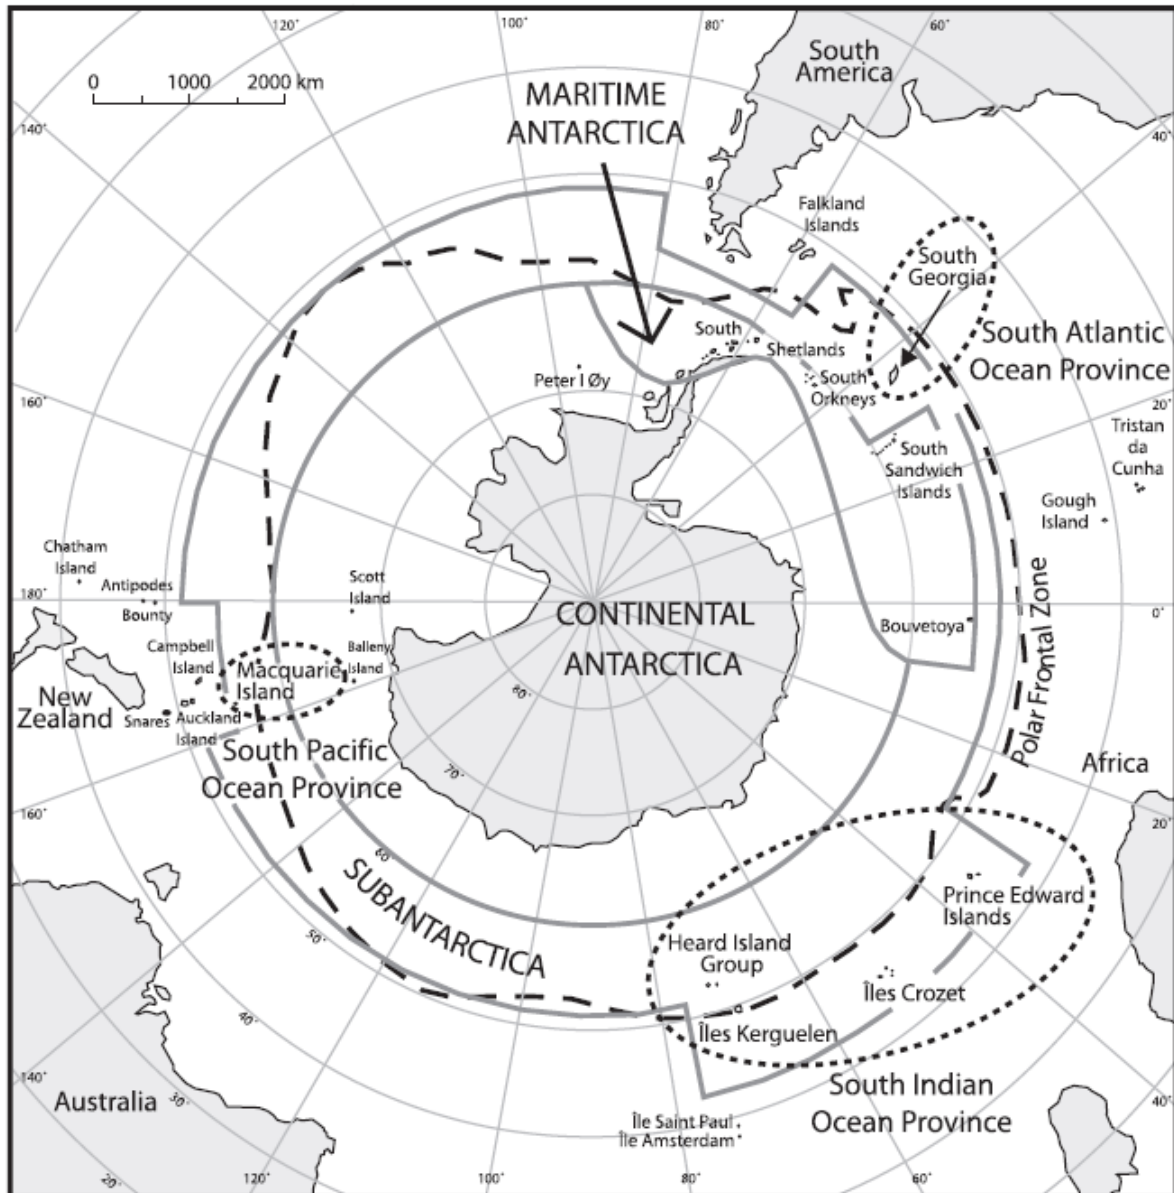 120˚
100˚
80˚
60˚
0 1000 2000 km
South
America
MARITIME
ANTARCTICA
140˚
40˚
Falkland
Islands
South
Georgia
South Atlantic
Ocean Province
South
Shetlands
Peter I Øy
South
Orkneys
160˚
20˚
Tristan
da
Cunha
South
Sandwich
Islands
Gough
Island
Chatham
Island
Scott
Island
Antipodes
180˚
Bounty
CONTINENTAL
ANTARCTICA
Bouvetoya
0˚
Polar Frontal Zone
Campbell
Island
Balleny
Island
Macquarie
Island
New
Zealand
Snares
Auckland
Island
80˚
South Pacific
Ocean Province
70˚
Africa
160˚
20˚
60˚
SUBANTARCTICA
50˚
Prince Edward
Islands
Heard Island
Group
Îles Crozet
40˚
Îles Kerguelen
140˚
Australia
30˚
South Indian
Ocean Province
40˚
Île Saint Paul
Île Amsterdam
20˚
120˚
100˚
80˚
60˚